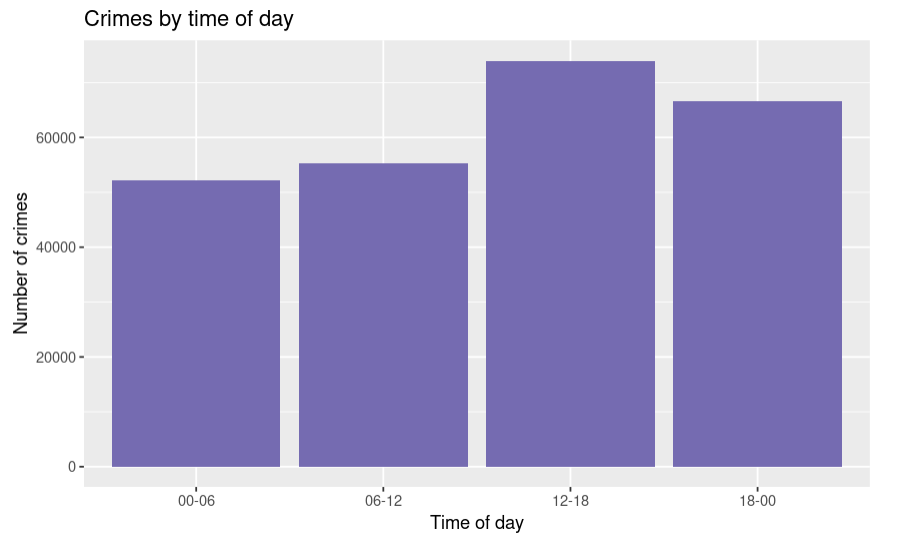 Crimes by time of day
Number of crimes
60000
40000
20000
0
00-06 06-12 12-18 18-00
Time of day